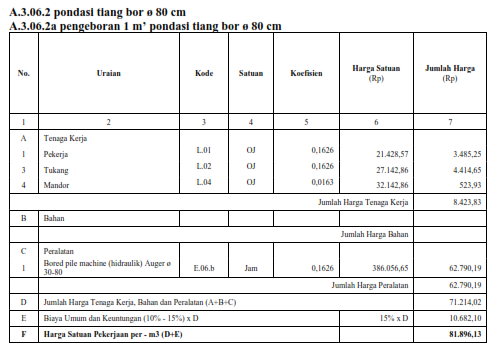 A.3.06.2 pondasi tiang bor ø 80 cm
A.3.06.2a pengeboran 1 m' pondasi tiang bor ø 80 cm
No. Uraian Kode Satuan Koefisien Harga Satuan (Rp) Jumlah Harga (Rp)
1 2 3 4 5 6 7
A Tenaga Kerja
1 Pekerja L.01 OJ 0,1626 21.428,57 3.485,25
3 Tukang L.02 OJ 0,1626 27.142,86 4.414,65
4 Mandor L.04 OJ 0,0163 32.142,86 523,93
Jumlah Harga Tenaga Kerja 8.423,83
B Bahan
Jumlah Harga Bahan
C Peralatan
1 Bored pile machine (hidraulik) Auger ø 30-80 E.06.b Jam 0,1626 386.056,65 62.790,19
Jumlah Harga Peralatan 62.790,19
D Jumlah Harga Tenaga Kerja, Bahan dan Peralatan (A+B+C) 71.214,02
E Biaya Umum dan Keuntungan (10% - 15%) x D 15% x D 10.682,10
F Harga Satuan Pekerjaan per - m3 (D+E) 81.896,13